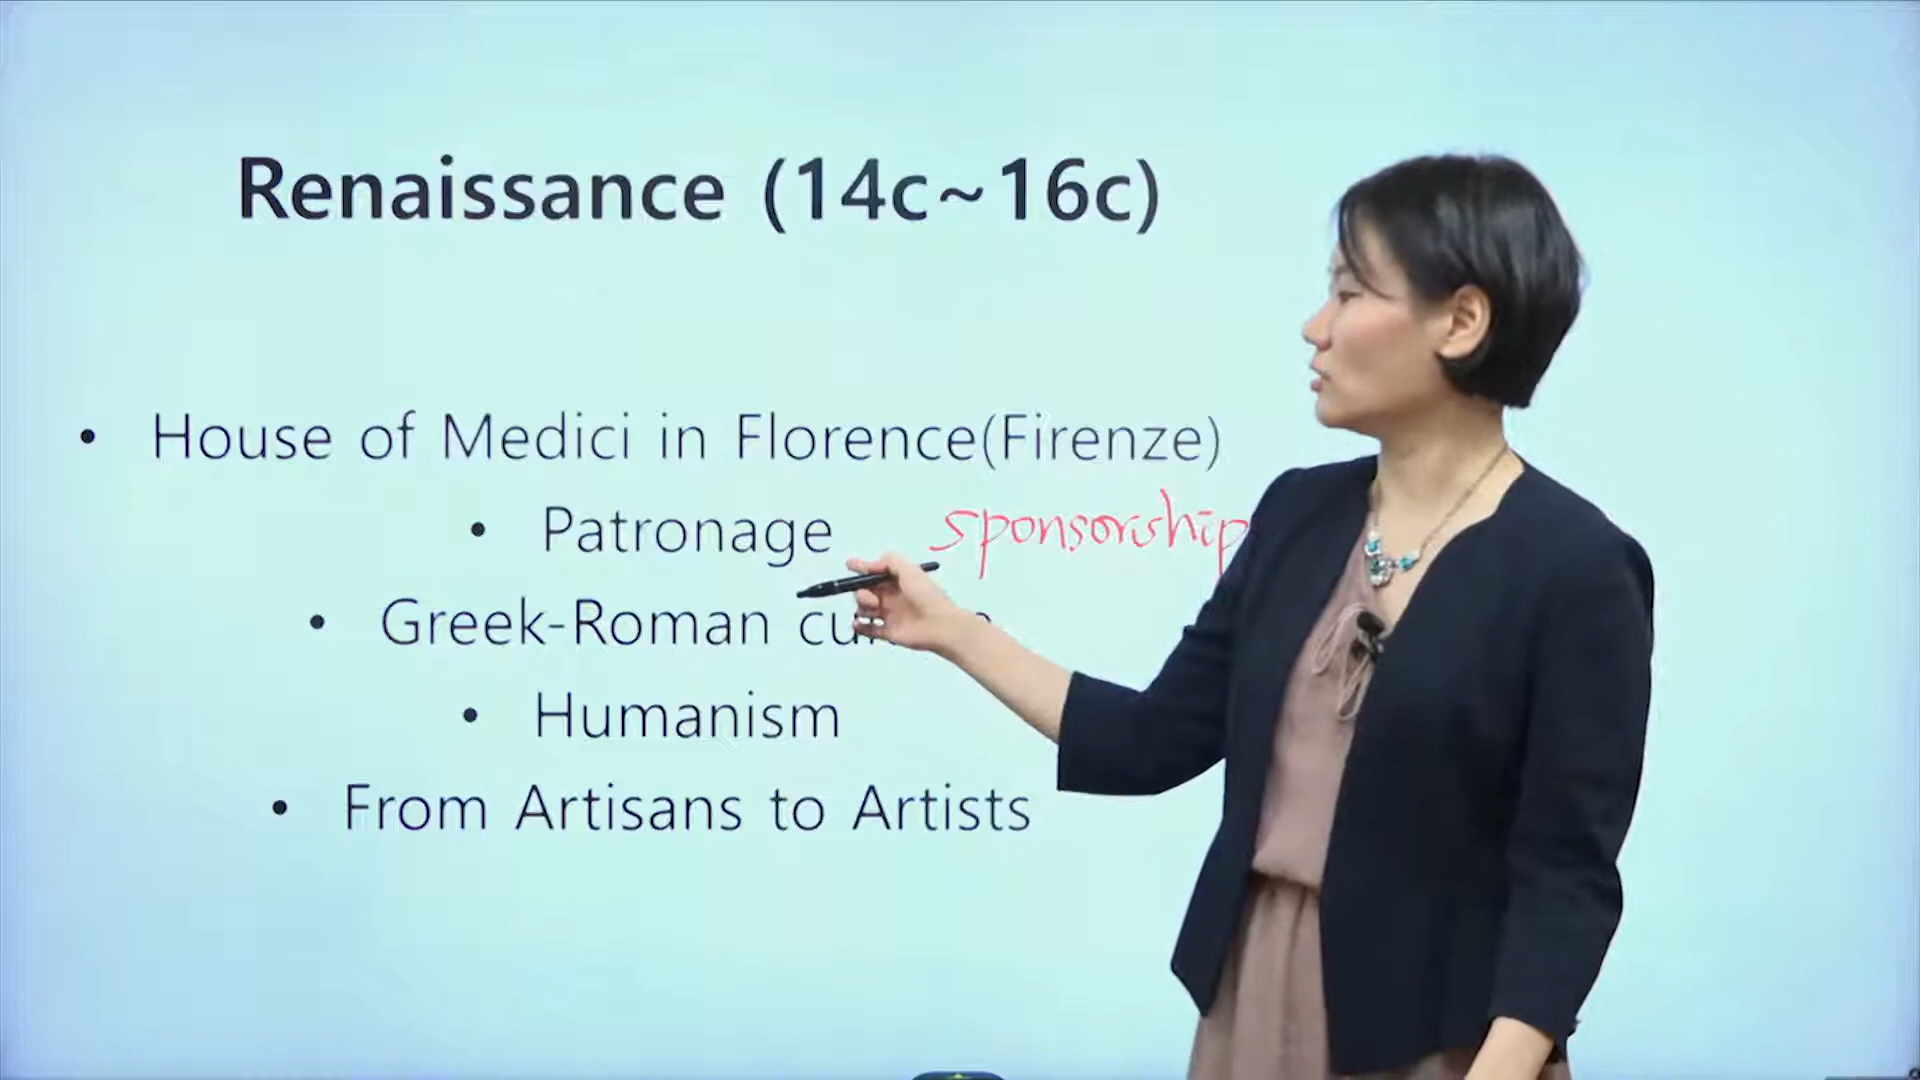 Renaissance (14c~16c)
• House of Medici in Florence(Firenze)
• Patronage sponsorship
• Greek-Roman
• Humanism
• From Artisans to Artists